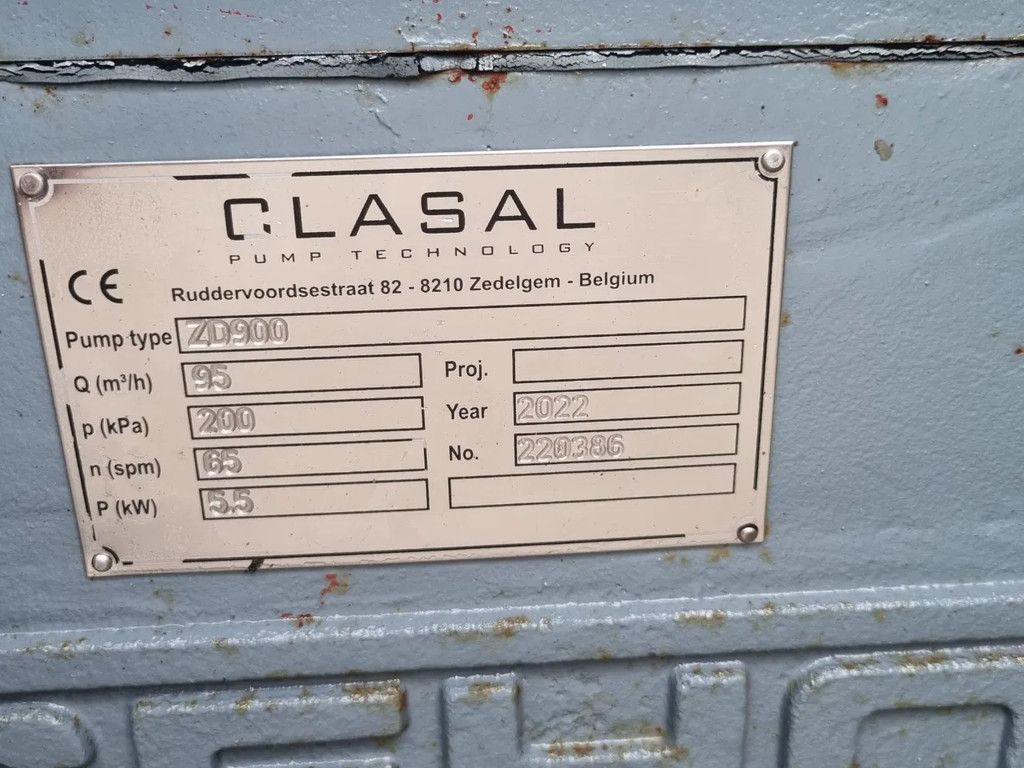 CLASAL
PUMP TECHNOLOGY
CE
Ruddervoordsestraat 82 - 8210 Zedelgem - Belgium
Pump type ZD900
Q (m³/h) 95 Proj.
p (kPa) 200 Year 2022
n (spm) 65 No. 220386
P (kW) 5.5